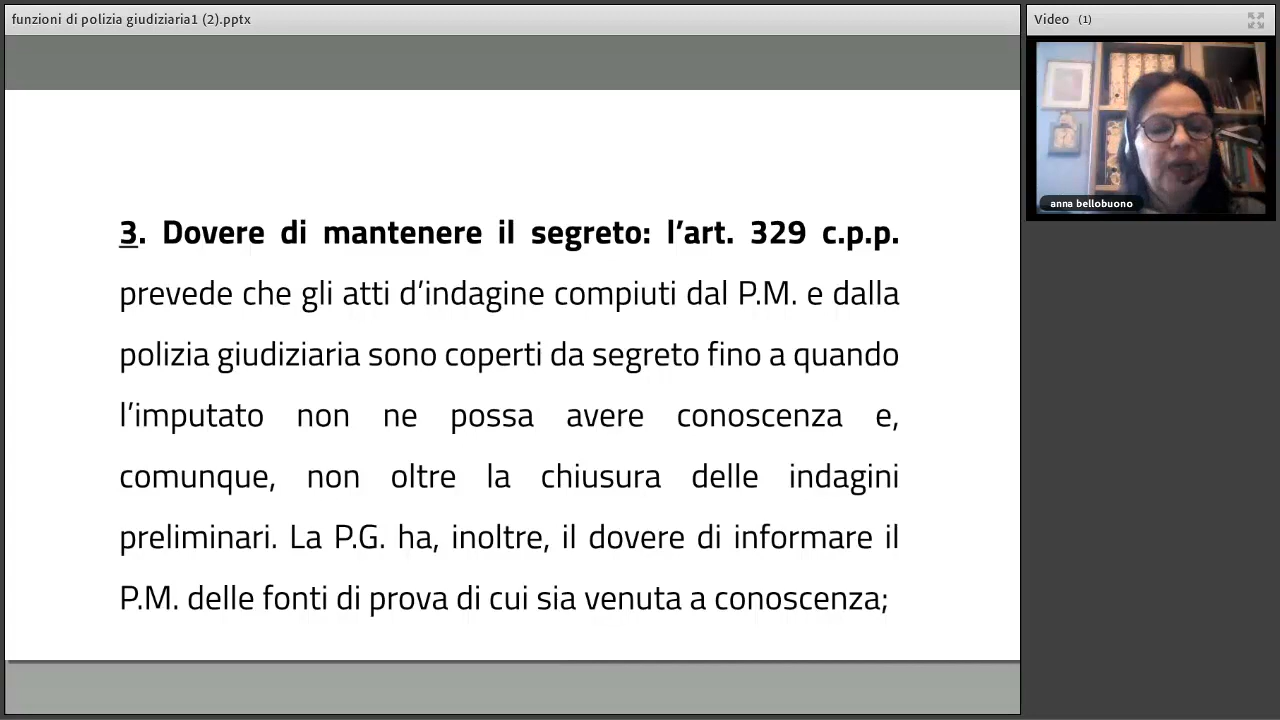 funzioni di polizia giudiziaria1 (2).pptx
Video (1)
anna bellobuono
3. Dovere di mantenere il segreto: l’art. 329 c.p.p.
prevede che gli atti d’indagine compiuti dal P.M. e dalla
polizia giudiziaria sono coperti da segreto fino a quando
l’imputato non ne possa avere conoscenza e,
comunque, non oltre la chiusura delle indagini
preliminari. La P.G. ha, inoltre, il dovere di informare il
P.M. delle fonti di prova di cui sia venuta a conoscenza;